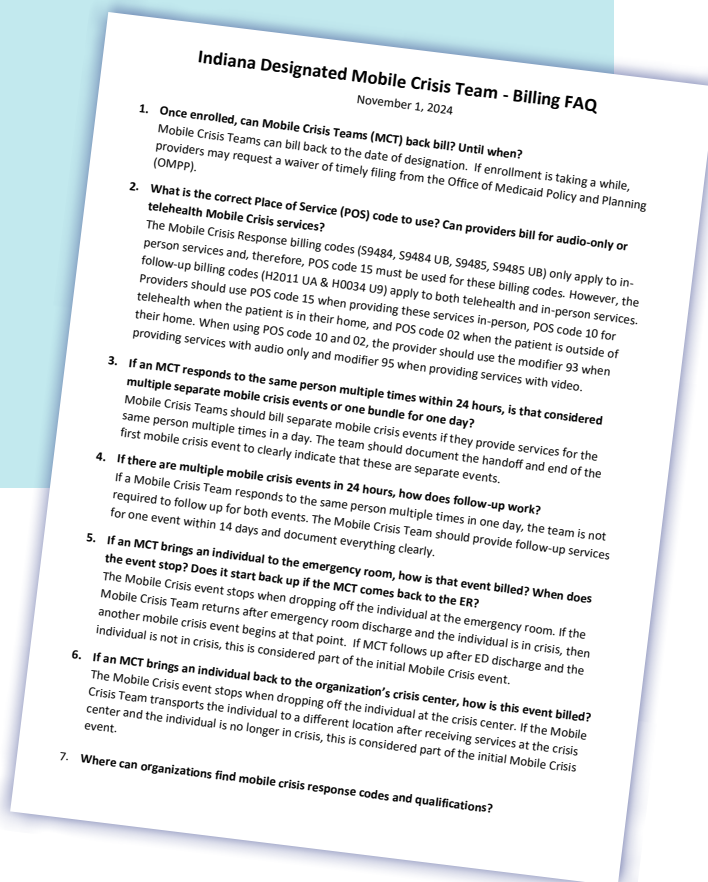 Indiana Designated Mobile Crisis Team - Billing FAQ
November 1, 2024
1. Once enrolled, can Mobile Crisis Teams (MCT) back bill? Until when?
Mobile Crisis Teams can bill back to the date of designation. If enrollment is taking a while,
providers may request a waiver of timely filing from the Office of Medicaid Policy and Planning
(OMPP).
2. What is the correct Place of Service (POS) code to use? Can providers bill for audio-only or
telehealth Mobile Crisis services?
The Mobile Crisis Response billing codes (S9484, S9484 UB, S9485, S9485 UB) only apply to in-
person services and, therefore, POS code 15 must be used for these billing codes. However, the
follow-up billing codes (H2011 UA & H0034 U9) apply to both telehealth and in-person services.
Providers should use POS code 15 when providing these services in-person, POS code 10 for
telehealth when the patient is in their home, and POS code 02 when the patient is outside of
their home. When using POS code 10 and 02, the provider should use the modifier 93 when
providing services with audio only and modifier 95 when providing services with video.
3. If an MCT responds to the same person multiple times within 24 hours, is that considered
multiple separate mobile crisis events or one bundle for one day?
Mobile Crisis Teams should bill separate mobile crisis events if they provide services for the
same person multiple times in a day. The team should document the handoff and end of the
first mobile crisis event to clearly indicate that these are separate events.
4. If there are multiple mobile crisis events in 24 hours, how does follow-up work?
If a Mobile Crisis Team responds to the same person multiple times in one day, the team is not
required to follow up for both events. The Mobile Crisis Team should provide follow-up services
for one event within 14 days and document everything clearly.
5. If an MCT brings an individual to the emergency room, how is that event billed? When does
the event stop? Does it start back up if the MCT comes back to the ER?
The Mobile Crisis event stops when dropping off the individual at the emergency room. If the
Mobile Crisis Team returns after emergency room discharge and the individual is in crisis, then
another mobile crisis event begins at that point. If MCT follows up after ED discharge and the
individual is not in crisis, this is considered part of the initial Mobile Crisis event.
6. If an MCT brings an individual back to the organization's crisis center, how is this event billed?
The Mobile Crisis event stops when dropping off the individual at the crisis center. If the Mobile
Crisis Team transports the individual to a different location after receiving services at the crisis
center and the individual is no longer in crisis, this is considered part of the initial Mobile Crisis
event.
7. Where can organizations find mobile crisis response codes and qualifications?